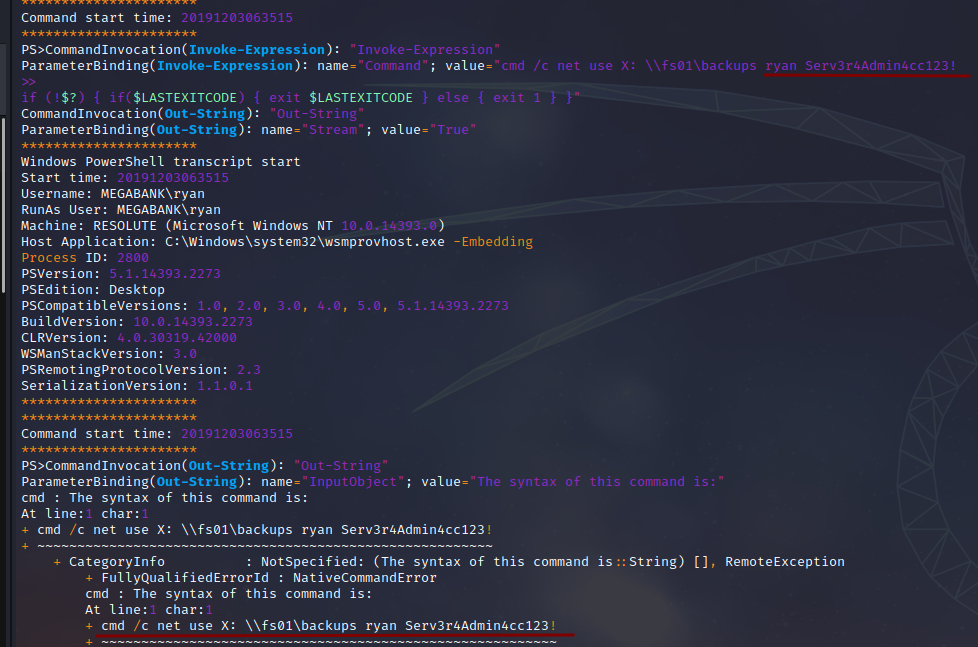 **********************
Command start time: 20191203063515
**********************
PS>CommandInvocation(Invoke-Expression): "Invoke-Expression"
ParameterBinding(Invoke-Expression): name="Command"; value="cmd /c net use X: \\fs01\backups ryan Serv3r4Admin4cc123!
>>
if (!$?) { if($LASTEXITCODE) { exit $LASTEXITCODE } else { exit 1 } }"
CommandInvocation(Out-String): "Out-String"
ParameterBinding(Out-String): name="Stream"; value="True"
**********************
Windows PowerShell transcript start
Start time: 20191203063515
Username: MEGABANK\ryan
RunAs User: MEGABANK\ryan
Machine: RESOLUTE (Microsoft Windows NT 10.0.14393.0)
Host Application: C:\Windows\system32\wsmprovhost.exe -Embedding
Process ID: 2800
PSVersion: 5.1.14393.2273
PSEdition: Desktop
PSCompatibleVersions: 1.0, 2.0, 3.0, 4.0, 5.0, 5.1.14393.2273
BuildVersion: 10.0.14393.2273
CLRVersion: 4.0.30319.42000
WSManStackVersion: 3.0
PSRemotingProtocolVersion: 2.3
SerializationVersion: 1.1.0.1
**********************
**********************
Command start time: 20191203063515
**********************
PS>CommandInvocation(Out-String): "Out-String"
ParameterBinding(Out-String): name="InputObject"; value="The syntax of this command is:"
cmd : The syntax of this command is:
At line:1 char:1
+ cmd /c net use X: \\fs01\backups ryan Serv3r4Admin4cc123!
+ ~~~~~~~~~~~~~~~~~~~~~~~~~~~~~~~~~~~~~~~~~~~~~~~~~~~~~~~~~
+ CategoryInfo          : NotSpecified: (The syntax of this command is::String) [], RemoteException
+ FullyQualifiedErrorId : NativeCommandError
cmd : The syntax of this command is:
At line:1 char:1
+ cmd /c net use X: \\fs01\backups ryan Serv3r4Admin4cc123!
+ ~~~~~~~~~~~~~~~~~~~~~~~~~~~~~~~~~~~~~~~~~~~~~~~~~~~~~~~~~